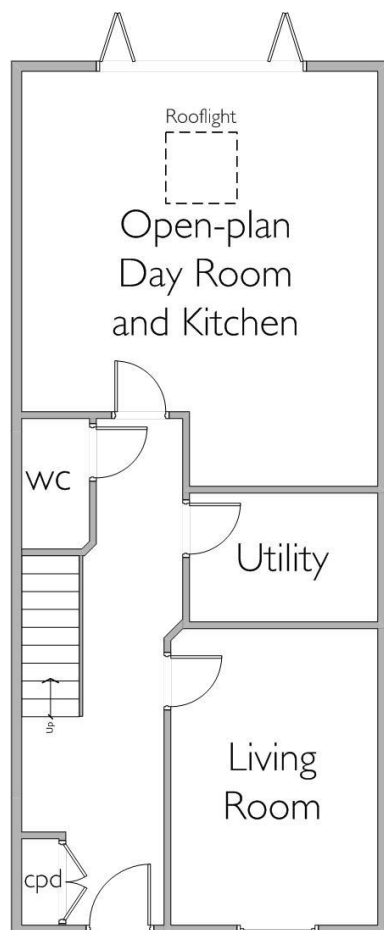 Rooflight
Open-plan
Day Room
and Kitchen
WC
Utility
Up
Living
Room
cpd